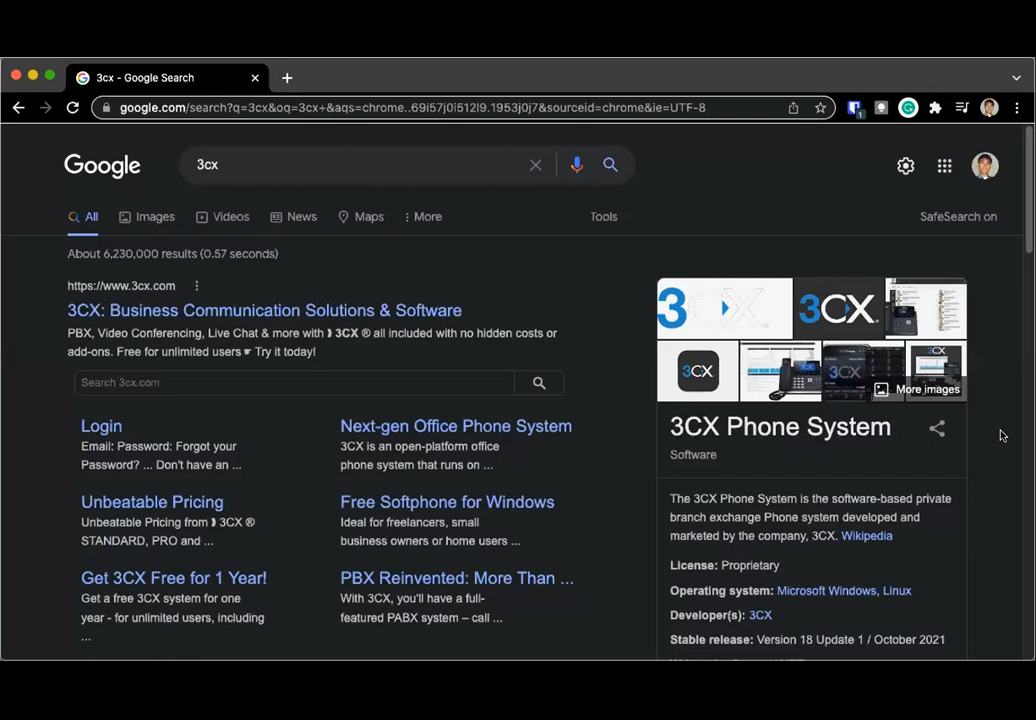 3cx - Google Search
google.com/search?q=3cx&oq=3cx+&aqs=chrome..69i57j0i512l9.1953j0j7&sourceid=chrome&ie=UTF-8
1
Google
3cx
All
Images
Videos
News
Maps
More
Tools
SafeSearch on
About 6,230,000 results (0.57 seconds)
https://www.3cx.com
3CX: Business Communication Solutions & Software
PBX, Video Conferencing, Live Chat & more with ⦄ 3CX ® all included with no hidden costs or
add-ons. Free for unlimited users ☛ Try it today!
Search 3cx.com
Login
Email: Password: Forgot your
Password? ... Don't have an ...
Next-gen Office Phone System
3CX is an open-platform office
phone system that runs on ...
Unbeatable Pricing
Unbeatable Pricing from ⦄ 3CX ®
STANDARD, PRO and ...
Free Softphone for Windows
Ideal for freelancers, small
business owners or home users ...
Get 3CX Free for 1 Year!
Get a free 3CX system for one
year - for unlimited users, including
...
PBX Reinvented: More Than ...
With 3CX, you'll have a full-
featured PABX system – call ...
3CX
3CX
3CX
3CX
3CX
More images
3CX Phone System
Software
The 3CX Phone System is the software-based private
branch exchange Phone system developed and
marketed by the company, 3CX. Wikipedia
License: Proprietary
Operating system: Microsoft Windows, Linux
Developer(s): 3CX
Stable release: Version 18 Update 1 / October 2021